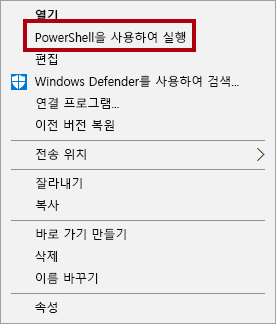 열기
PowerShell을 사용하여 실행
편집
Windows Defender를 사용하여 검색...
연결 프로그램...
이전 버전 복원
전송 위치
잘라내기
복사
바로 가기 만들기
삭제
이름 바꾸기
속성